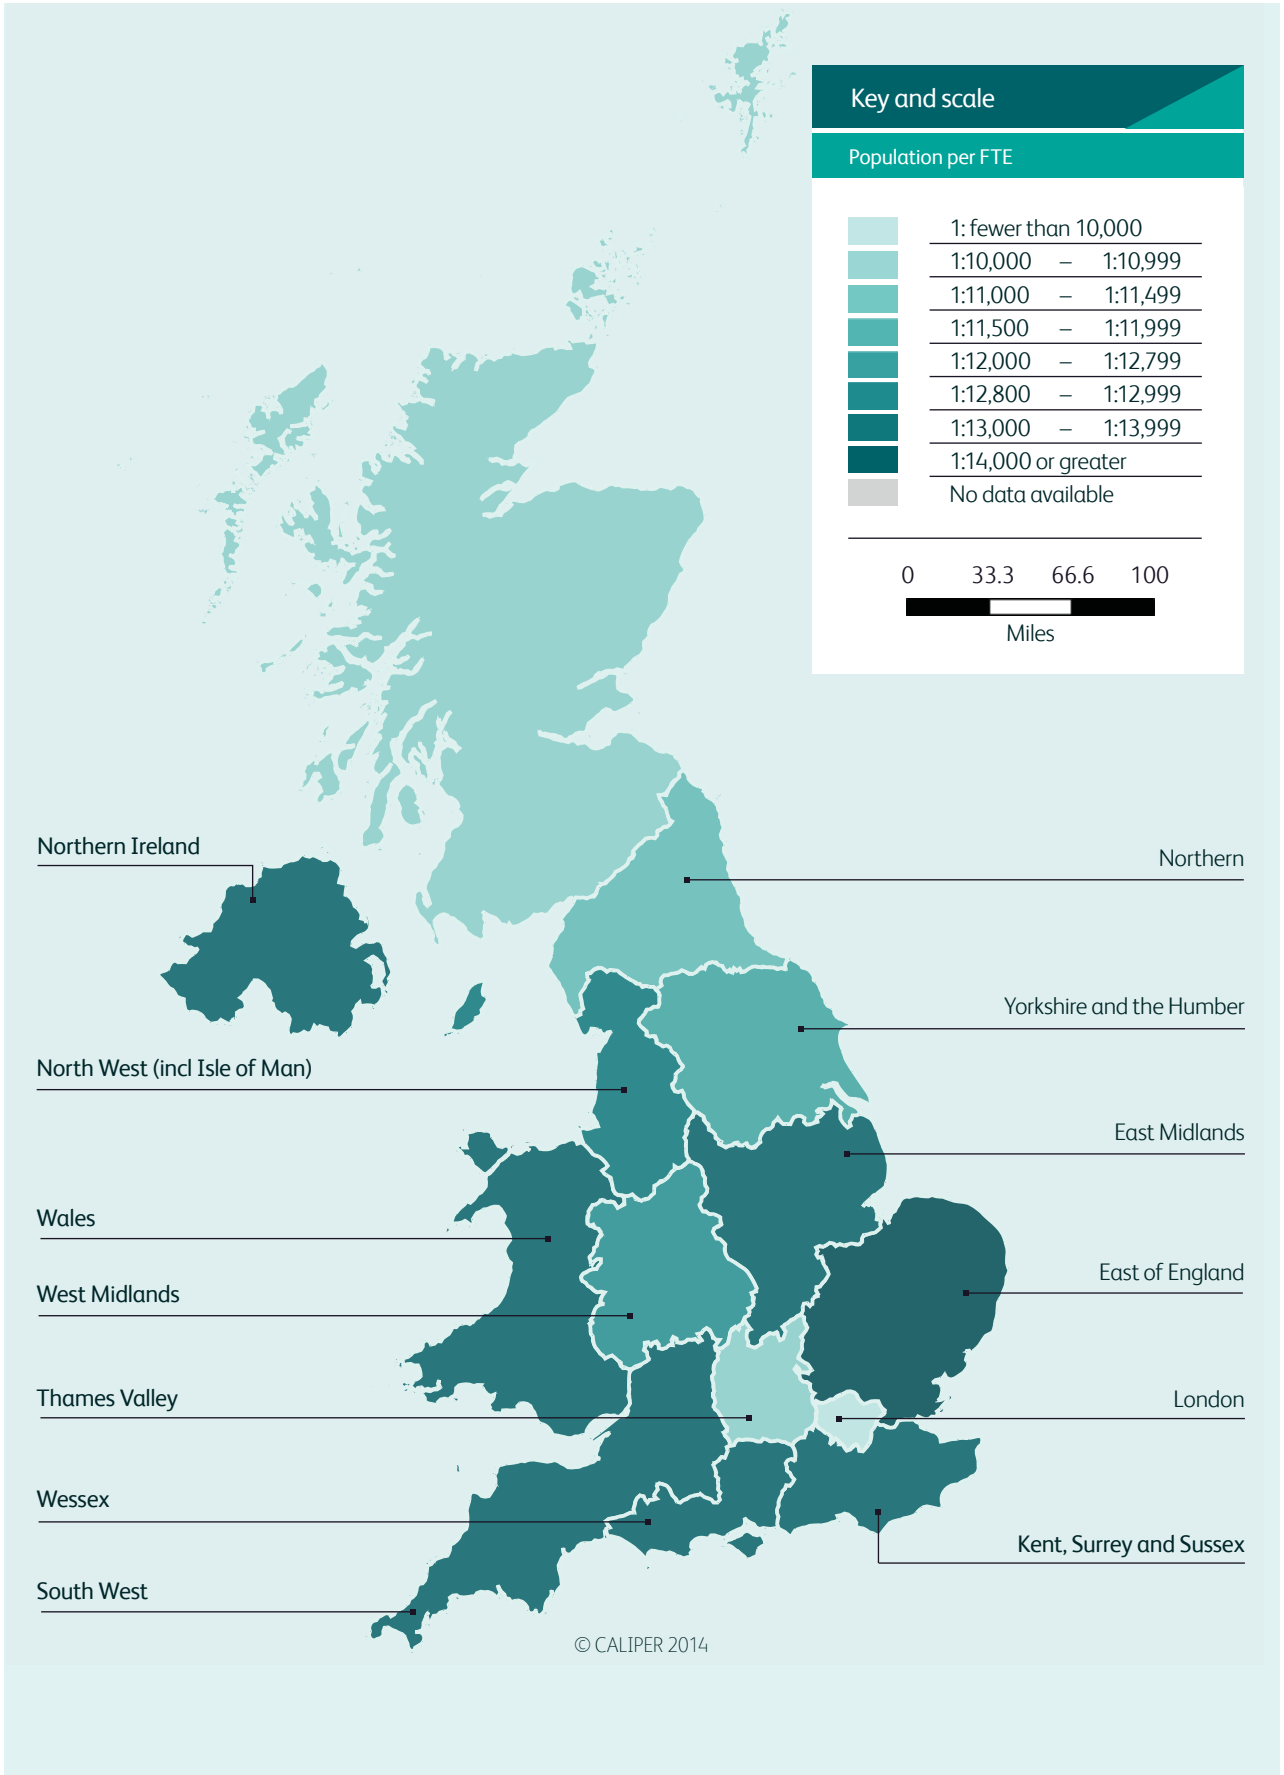 Key and scale
Population per FTE
1: fewer than 10,000
1:10,000 – 1:10,999
1:11,000 – 1:11,499
1:11,500 – 1:11,999
1:12,000 – 1:12,799
1:12,800 – 1:12,999
1:13,000 – 1:13,999
1:14,000 or greater
No data available
0 33.3 66.6 100
Miles
Northern Ireland
Northern
Yorkshire and the Humber
North West (incl Isle of Man)
East Midlands
Wales
East of England
West Midlands
Thames Valley
London
Wessex
Kent, Surrey and Sussex
South West
© CALIPER 2014